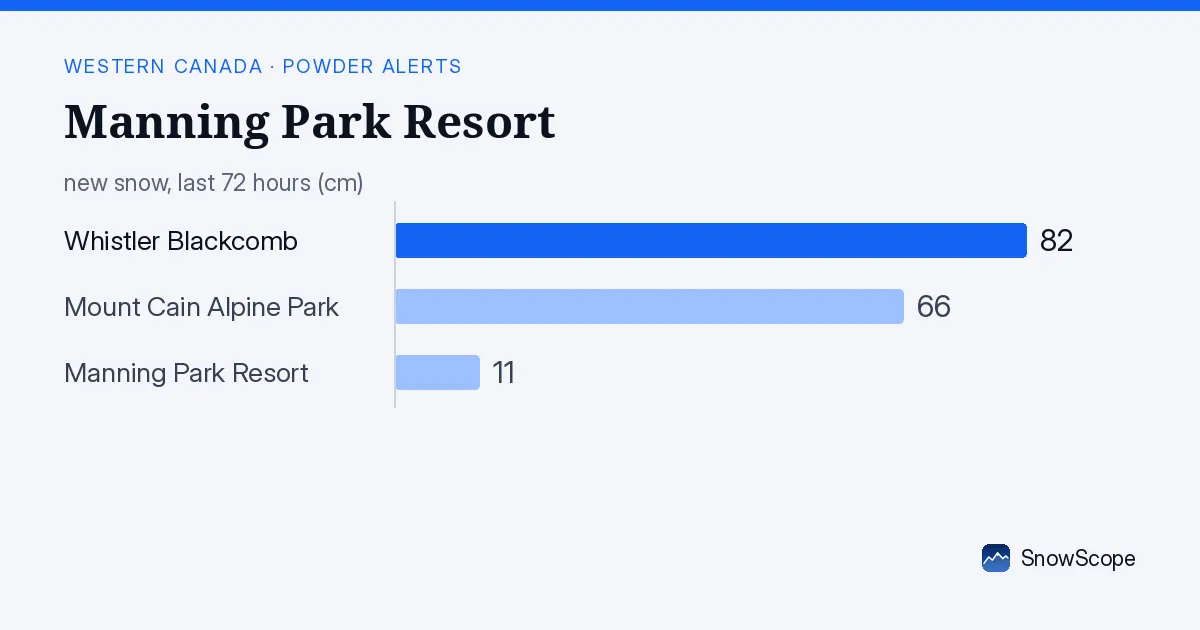 WESTERN CANADA · POWDER ALERTS
Manning Park Resort
new snow, last 72 hours (cm)
Whistler Blackcomb 82
Mount Cain Alpine Park 66
Manning Park Resort 11
SnowScope